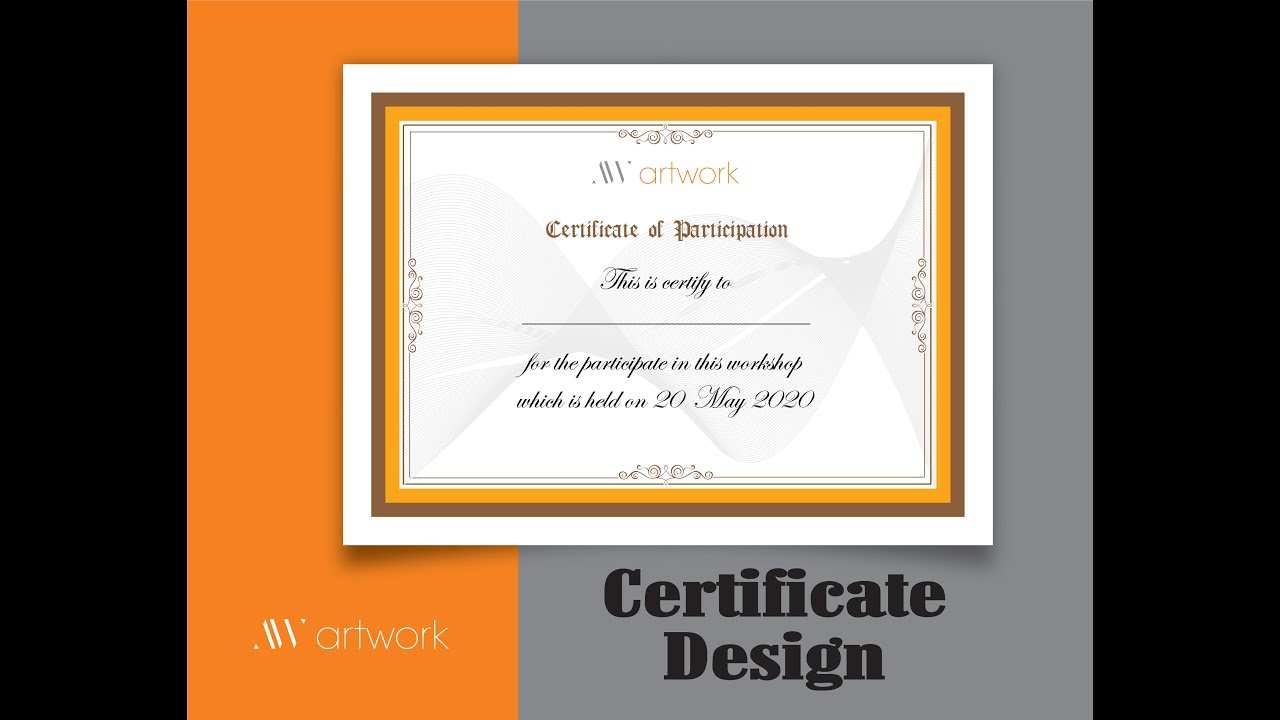 AW artwork
Certificate of Participation
This is certify to
for the participate in this workshop
which is held on 20 May 2020
Certificate
Design
AW artwork